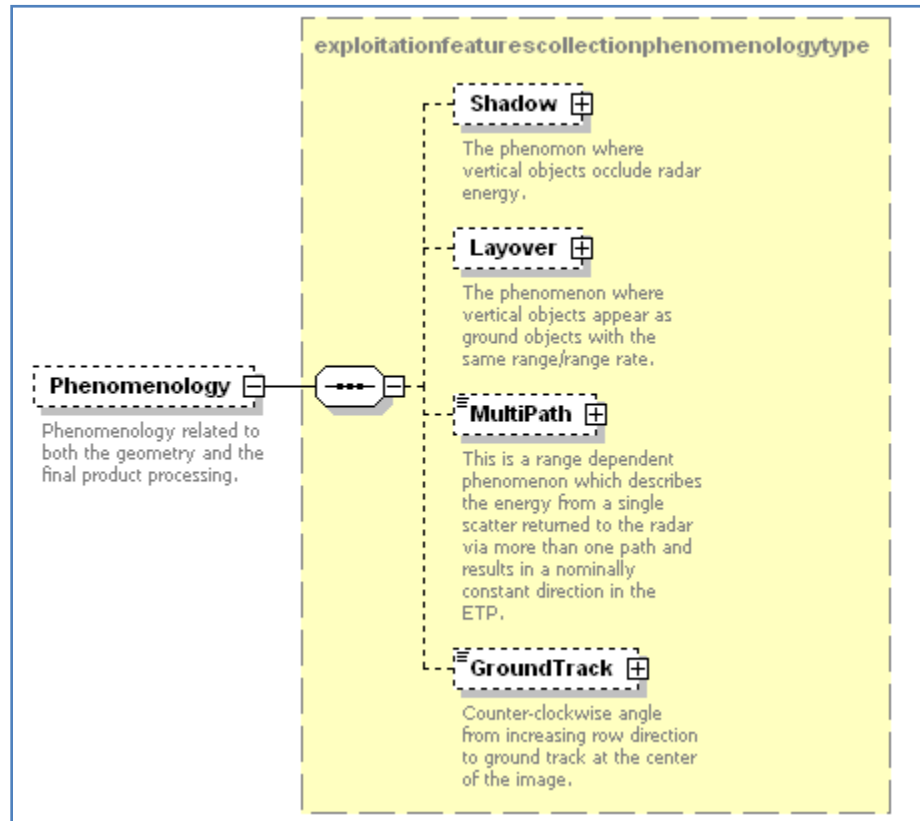 exploitationfeaturescollectionphenomenologytype
Shadow
The phenomon where
vertical objects occlude radar
energy.
Layover
The phenomenon where
vertical objects appear as
ground objects with the
same range/range rate.
Phenomenology
Phenomenology related to
both the geometry and the
final product processing.
MultiPath
This is a range dependent
phenomenon which describes
the energy from a single
scatter returned to the radar
via more than one path and
results in a nominally
constant direction in the
ETP.
GroundTrack
Counter-clockwise angle
from increasing row direction
to ground track at the center
of the image.